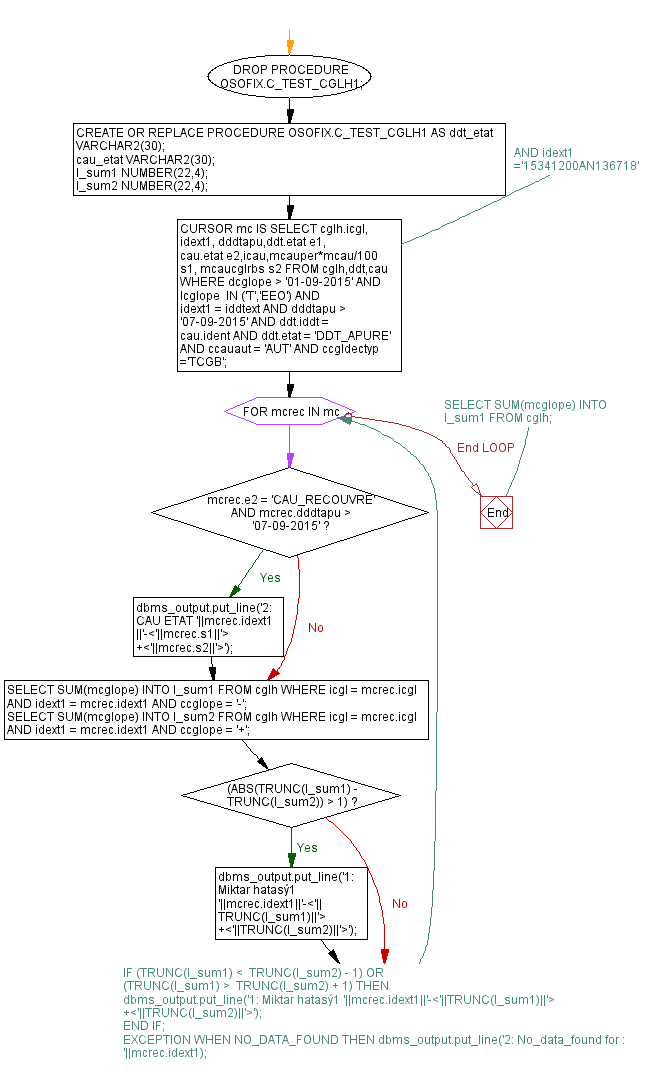 DROP PROCEDURE
OSOFIX.C_TEST_CGLH1;
CREATE OR REPLACE PROCEDURE OSOFIX.C_TEST_CGLH1 AS ddt_etat
VARCHAR2(30);
cau_etat VARCHAR2(30);
l_sum1 NUMBER(22,4);
l_sum2 NUMBER(22,4);
AND idext1
='15341200AN136718'
CURSOR mc IS SELECT cglh.icgl,
idext1, dddtapu,ddt.etat e1,
cau.etat e2,icau,mcauper*mcau/100
s1, mcaucglrbs s2 FROM cglh,ddt,cau
WHERE dcglope > '01-09-2015' AND
lcglope  IN ('T','EEO') AND
idext1 = iddtext AND dddtapu >
'07-09-2015' AND ddt.iddt =
cau.ident AND ddt.etat = 'DDT_APURE'
AND ccauaut = 'AUT' AND ccgldectyp
='TCGB';
FOR mcrec IN mc
SELECT SUM(mcglope) INTO
l_sum1 FROM cglh;
End LOOP
End
mcrec.e2 = 'CAU_RECOUVRE'
AND mcrec.dddtapu >
'07-09-2015' ?
Yes
No
dbms_output.put_line('2:
CAU ETAT '||mcrec.idext1
||'-<'||mcrec.s1||'>
+<'||mcrec.s2||'>');
SELECT SUM(mcglope) INTO l_sum1 FROM cglh WHERE icgl = mcrec.icgl
AND idext1 = mcrec.idext1 AND ccglope = '-';
SELECT SUM(mcglope) INTO l_sum2 FROM cglh WHERE icgl = mcrec.icgl
AND idext1 = mcrec.idext1 AND ccglope = '+';
(ABS(TRUNC(l_sum1) -
TRUNC(l_sum2)) > 1) ?
Yes
No
dbms_output.put_line('1:
Miktar hatasý1
'||mcrec.idext1||'-<'||
TRUNC(l_sum1)||'>
+<'||TRUNC(l_sum2)||'>');
IF (TRUNC(l_sum1) <  TRUNC(l_sum2) - 1) OR
(TRUNC(l_sum1) >  TRUNC(l_sum2) + 1) THEN
dbms_output.put_line('1: Miktar hatasý1 '||mcrec.idext1||'-<'||TRUNC(l_sum1)||'>
+<'||TRUNC(l_sum2)||'>');
END IF;
EXCEPTION WHEN NO_DATA_FOUND THEN dbms_output.put_line('2: No_data_found for :
'||mcrec.idext1);